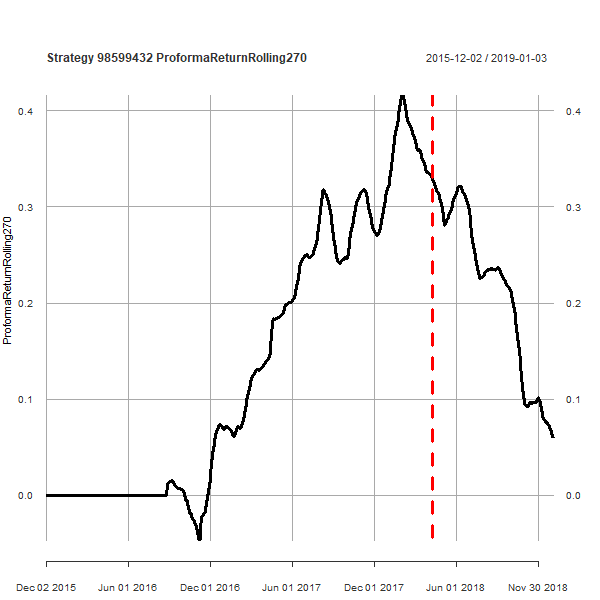 Strategy 98599432 ProformaReturnRolling270 2015-12-02 / 2019-01-03
ProformaReturnRolling270
0.4 0.4
0.3 0.3
0.2 0.2
0.1 0.1
0.0 0.0
Dec 02 2015 Jun 01 2016 Dec 01 2016 Jun 01 2017 Dec 01 2017 Jun 01 2018 Nov 30 2018